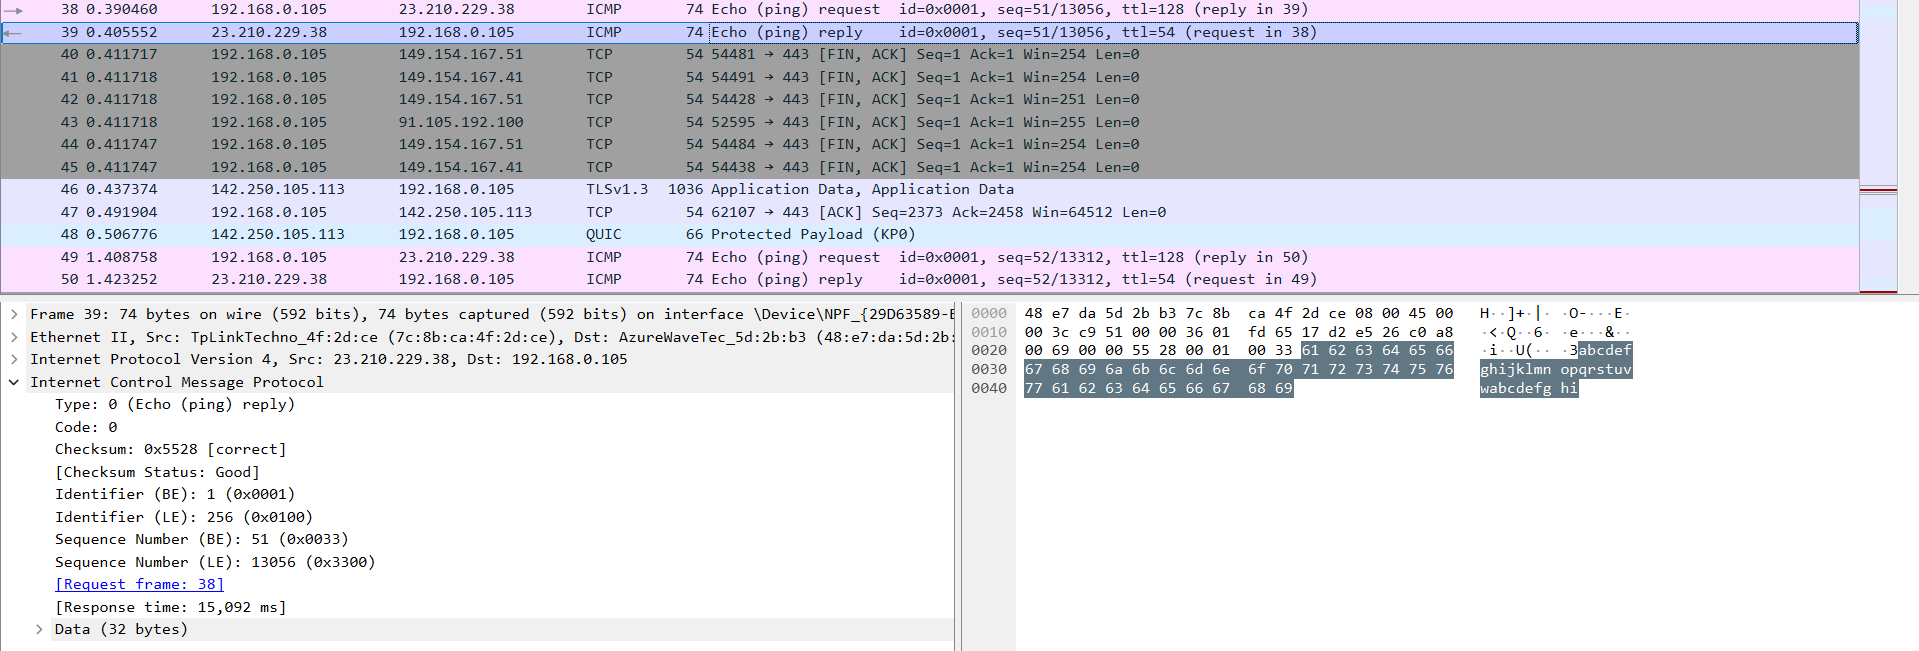 38 0.390460 192.168.0.105 23.210.229.38 ICMP 74 Echo (ping) request id=0x0001, seq=51/13056, ttl=128 (reply in 39)
39 0.405552 23.210.229.38 192.168.0.105 ICMP 74 Echo (ping) reply id=0x0001, seq=51/13056, ttl=54 (request in 38)
40 0.411717 192.168.0.105 149.154.167.51 TCP 54 54481 → 443 [FIN, ACK] Seq=1 Ack=1 Win=254 Len=0
41 0.411718 192.168.0.105 149.154.167.41 TCP 54 54491 → 443 [FIN, ACK] Seq=1 Ack=1 Win=254 Len=0
42 0.411718 192.168.0.105 149.154.167.51 TCP 54 54428 → 443 [FIN, ACK] Seq=1 Ack=1 Win=251 Len=0
43 0.411718 192.168.0.105 91.105.192.100 TCP 54 52595 → 443 [FIN, ACK] Seq=1 Ack=1 Win=255 Len=0
44 0.411747 192.168.0.105 149.154.167.51 TCP 54 54484 → 443 [FIN, ACK] Seq=1 Ack=1 Win=254 Len=0
45 0.411747 192.168.0.105 149.154.167.41 TCP 54 54438 → 443 [FIN, ACK] Seq=1 Ack=1 Win=254 Len=0
46 0.437374 142.250.105.113 192.168.0.105 TLSv1.3 1036 Application Data, Application Data
47 0.491904 192.168.0.105 142.250.105.113 TCP 54 62107 → 443 [ACK] Seq=2373 Ack=2458 Win=64512 Len=0
48 0.506776 142.250.105.113 192.168.0.105 QUIC 66 Protected Payload (KP0)
49 1.408758 192.168.0.105 23.210.229.38 ICMP 74 Echo (ping) request id=0x0001, seq=52/13312, ttl=128 (reply in 50)
50 1.423252 23.210.229.38 192.168.0.105 ICMP 74 Echo (ping) reply id=0x0001, seq=52/13312, ttl=54 (request in 49)
Frame 39: 74 bytes on wire (592 bits), 74 bytes captured (592 bits) on interface \Device\NPF_{29D63589-E
Ethernet II, Src: TpLinkTechno_4f:2d:ce (7c:8b:ca:4f:2d:ce), Dst: AzureWaveTec_5d:2b:b3 (48:e7:da:5d:2b:
Internet Protocol Version 4, Src: 23.210.229.38, Dst: 192.168.0.105
Internet Control Message Protocol
Type: 0 (Echo (ping) reply)
Code: 0
Checksum: 0x5528 [correct]
[Checksum Status: Good]
Identifier (BE): 1 (0x0001)
Identifier (LE): 256 (0x0100)
Sequence Number (BE): 51 (0x0033)
Sequence Number (LE): 13056 (0x3300)
[Request frame: 38]
[Response time: 15,092 ms]
Data (32 bytes)
0000 48 e7 da 5d 2b b3 7c 8b ca 4f 2d ce 08 00 45 00 H··]+·|· ·O-···E·
0010 00 3c c9 51 00 00 36 01 fd 65 17 d2 e5 26 c0 a8 ·<·Q··6· ·e···&··
0020 00 69 00 00 55 28 00 01 00 33 61 62 63 64 65 66 ·i··U(·· ·3abcdef
0030 67 68 69 6a 6b 6c 6d 6e 6f 70 71 72 73 74 75 76 ghijklmn opqrstuv
0040 77 61 62 63 64 65 66 67 68 69 wabcdefg hi